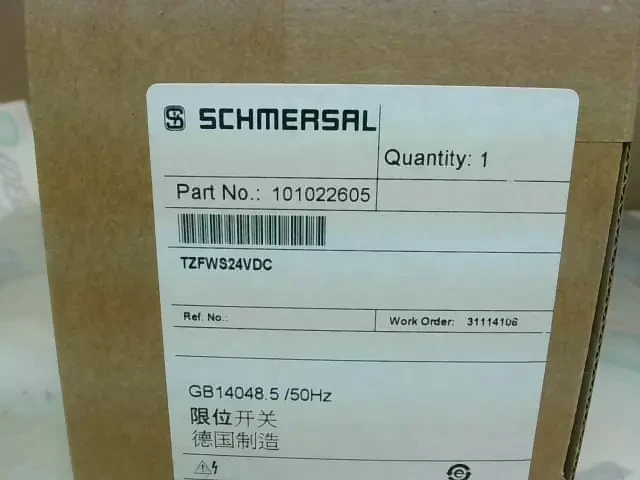 SCHMERSAL
Quantity: 1
Part No.: 101022605
TZFWS24VDC
Ref. No.:
Work Order: 31114106
GB14048.5 /50Hz
限位开关
德国制造